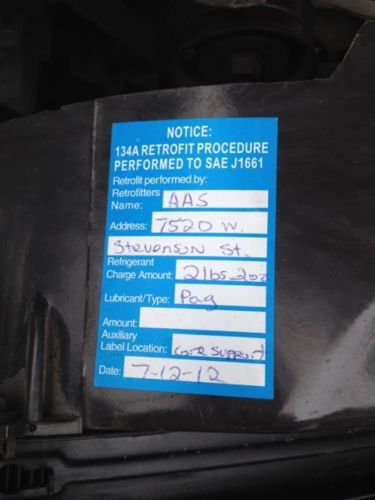 NOTICE:
134A RETROFIT PROCEDURE
PERFORMED TO SAE J1661
Retrofit performed by:
Retrofitters
Name: AAS
Address: 7520 W.
Stevenson St.
Refrigerant
Charge Amount: 2lbs 2oz
Lubricant/Type: Pag
Amount:
Auxiliary
Label Location: Core Support
Date: 7-12-12